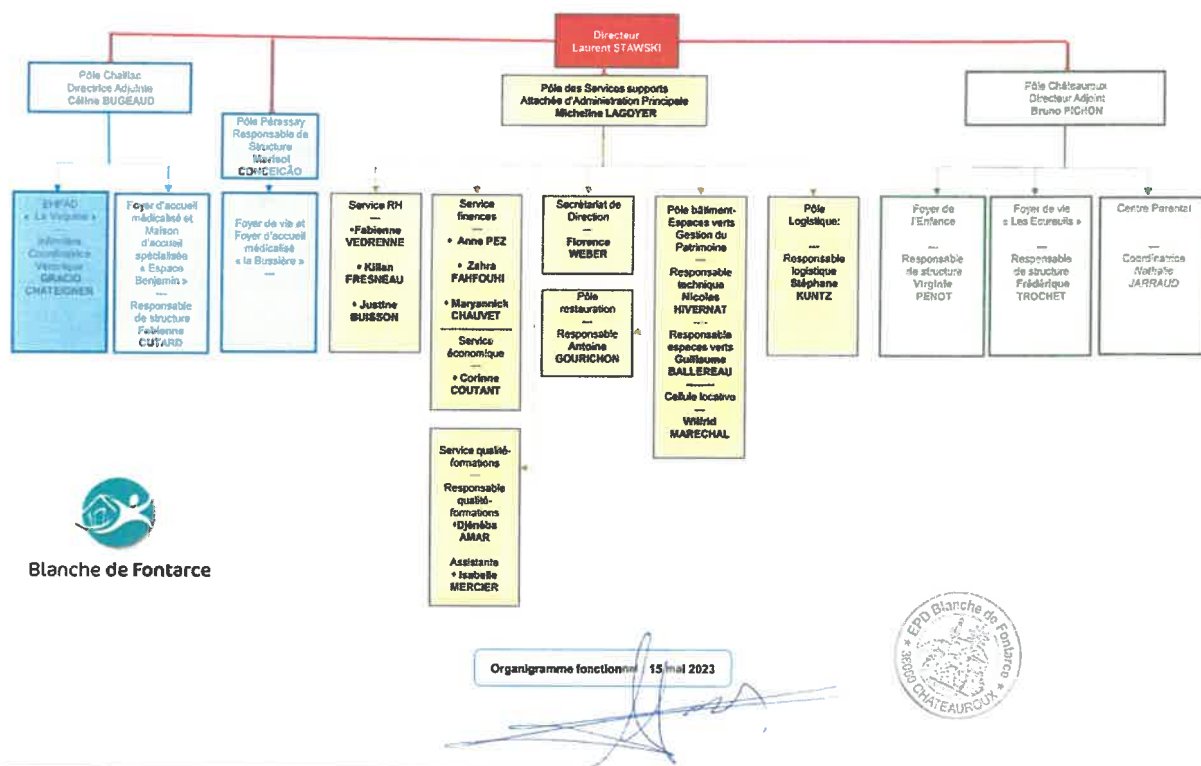 Directeur
Laurent STAWSKI
Pôle Chaillac
Directrice Adjointe
Céline BUGEAUD
Pôle des Services supports
Attachée d'Administration Principale
Micheline LAGOYER
Pôle Châteauroux
Directeur Adjoint
Bruno PICHON
Pôle Pérassay
Responsable de
Structure
Marisol
CONCEICÃO
EHPAD
Infirmière
Coordinatrice
Véronique
GRACIO
CHATEIGNER
Foyer d'accueil
médicalisé et
Maison
d'accueil
spécialisée
« Espace
Benjamin »
—
Responsable
de structure
Fabienne
CUTARD
Foyer de vie et
Foyer d'accueil
médicalisé
« la Bussière »
—
Service RH
—
•Fabienne
VEDRENNE
• Kilian
FRESNEAU
• Justine
BUISSON
Service
finances
—
• Anne PEZ
• Zahra
FAHFOUHI
• Maryannick
CHAUVET
Service
économique
• Corinne
COUTANT
Secrétariat de
Direction
—
Florence
WEBER
Pôle
restauration
—
Responsable
Antoine
GOURICHON
Pôle bâtiment-
Espaces verts
Gestion du
Patrimoine
—
Responsable
technique
Nicolas
HIVERNAT
—
Responsable
espaces verts
Guillaume
BALLEREAU
Cellule locative
—
Wilfrid
MARECHAL
Pôle
Logistique:
—
Responsable
logistique
Stéphane
KUNTZ
Foyer de
l'Enfance
—
Responsable
de structure
Virginie
PENOT
Foyer de vie
« Les Ecureuils »
—
Responsable
de structure
Frédérique
TROCHET
Centre Parental
—
Coordinatrice
Nathalie
JARRAUD
Service qualité-
formations
—
Responsable
qualité-
formations
•Djénéba
AMAR
Assistante
• Isabelle
MERCIER
Blanche de Fontarce
Organigramme fonctionnel 15 mai 2023
EPD Blanche de Fontarce
36000 CHATEAUROUX